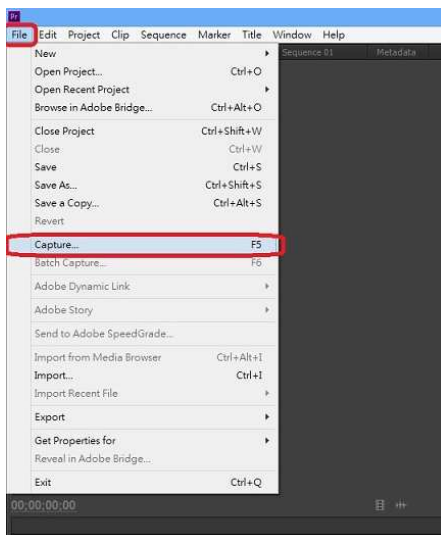 Pr
File Edit Project Clip Sequence Marker Title Window Help
New
Sequence 01 Metadata
Open Project... Ctrl+O
Open Recent Project
Browse in Adobe Bridge... Ctrl+Alt+O
Close Project Ctrl+Shift+W
Close Ctrl+W
Save Ctrl+S
Save As... Ctrl+Shift+S
Save a Copy... Ctrl+Alt+S
Revert
Capture... F5
Batch Capture... F6
Adobe Dynamic Link
Adobe Story
Send to Adobe SpeedGrade...
Import from Media Browser Ctrl+Alt+I
Import... Ctrl+I
Import Recent File
Export
Get Properties for
Reveal in Adobe Bridge...
Exit Ctrl+Q
00;00;00;00